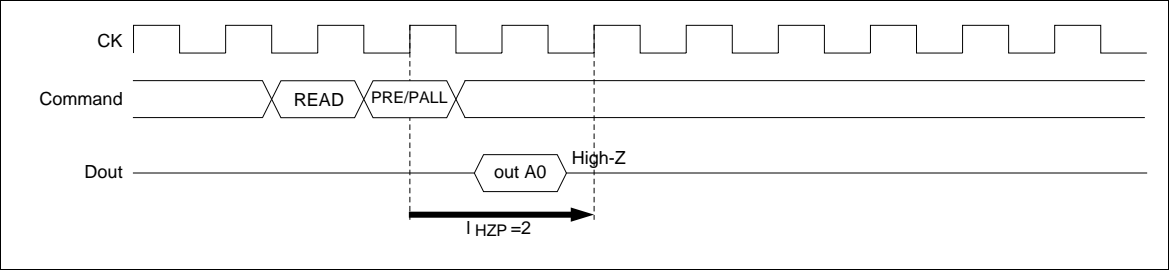 CK
Command READ PRE/PALL
High-Z
Dout out A0
l HZP =2